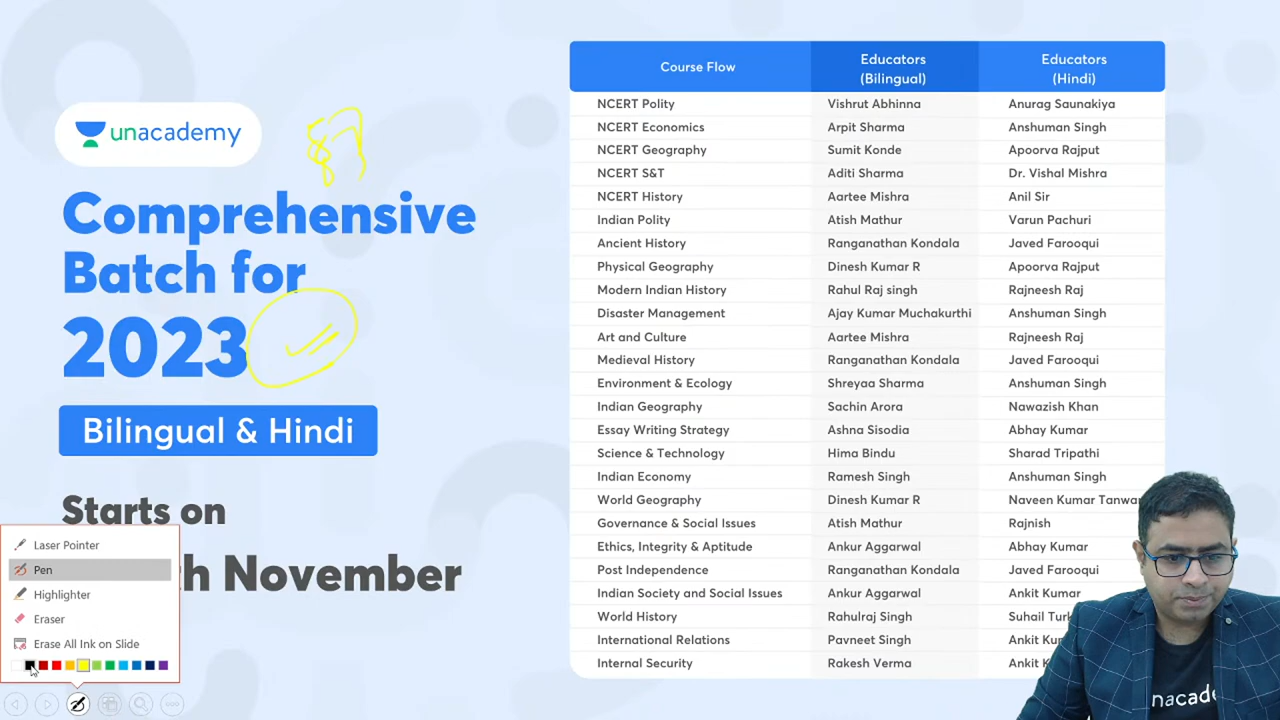 unacademy
Comprehensive
Batch for
2023
Bilingual & Hindi
Starts on
h November
Course Flow Educators (Bilingual) Educators (Hindi)
NCERT Polity Vishrut Abhinna Anurag Saunakiya
NCERT Economics Arpit Sharma Anshuman Singh
NCERT Geography Sumit Konde Apoorva Rajput
NCERT S&T Aditi Sharma Dr. Vishal Mishra
NCERT History Aartee Mishra Anil Sir
Indian Polity Atish Mathur Varun Pachuri
Ancient History Ranganathan Kondala Javed Farooqui
Physical Geography Dinesh Kumar R Apoorva Rajput
Modern Indian History Rahul Raj singh Rajneesh Raj
Disaster Management Ajay Kumar Muchakurthi Anshuman Singh
Art and Culture Aartee Mishra Rajneesh Raj
Medieval History Ranganathan Kondala Javed Farooqui
Environment & Ecology Shreyaa Sharma Anshuman Singh
Indian Geography Sachin Arora Nawazish Khan
Essay Writing Strategy Ashna Sisodia Abhay Kumar
Science & Technology Hima Bindu Sharad Tripathi
Indian Economy Ramesh Singh Anshuman Singh
World Geography Dinesh Kumar R Naveen Kumar Tanwar
Governance & Social Issues Atish Mathur Rajnish
Ethics, Integrity & Aptitude Ankur Aggarwal Abhay Kumar
Post Independence Ranganathan Kondala Javed Farooqui
Indian Society and Social Issues Ankur Aggarwal Ankit Kumar
World History Rahulraj Singh Suhail
International Relations Pavneet Singh Ankit
Internal Security Rakesh Verma Ankit
Laser Pointer
Pen
Highlighter
Eraser
Erase All Ink on Slide